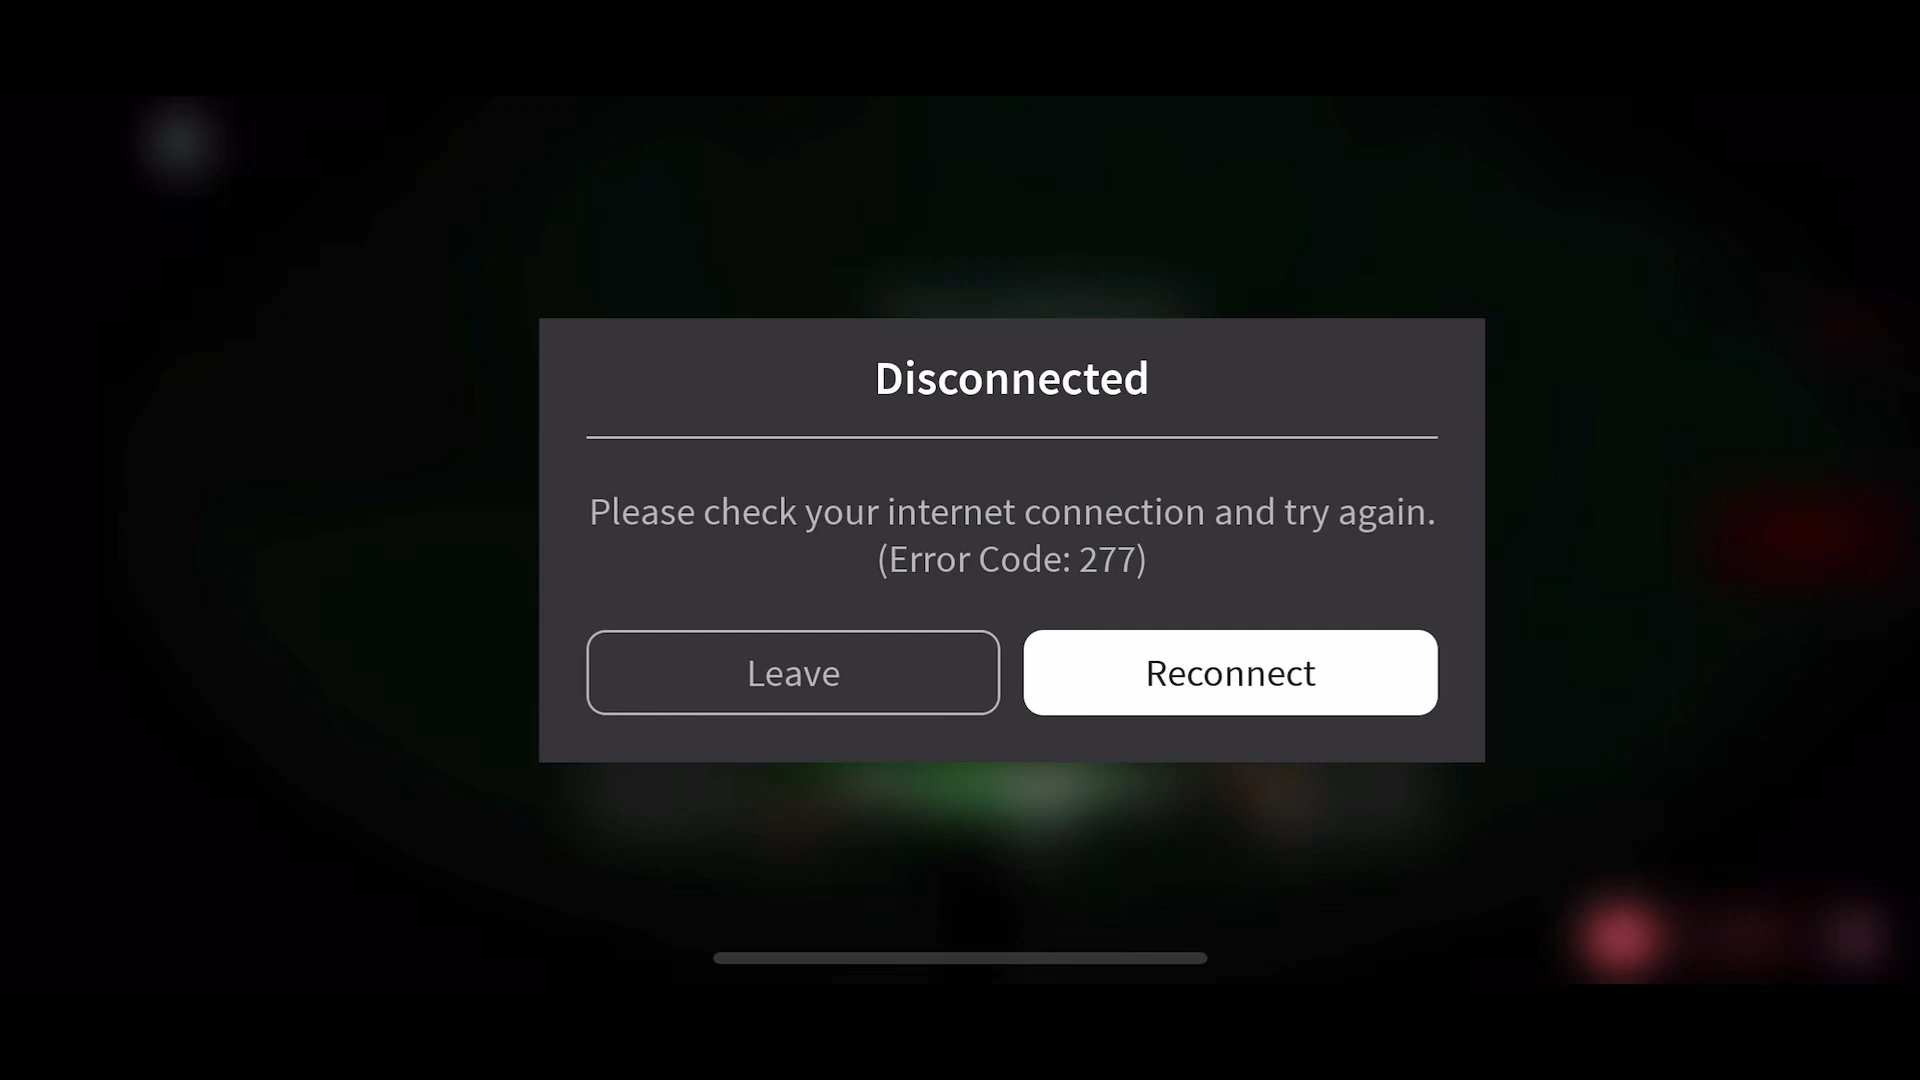 Disconnected
Please check your internet connection and try again.
(Error Code: 277)
Leave
Reconnect